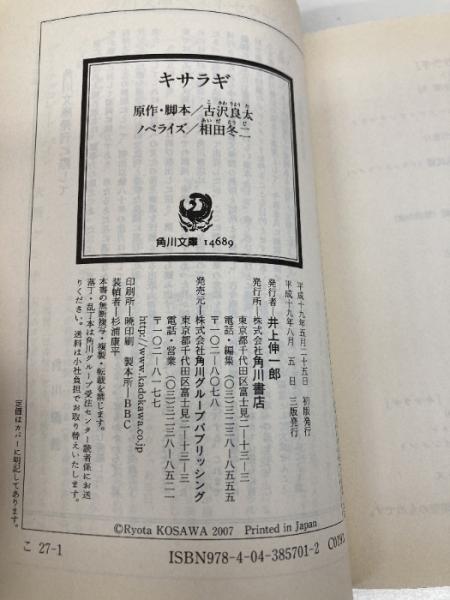 キサラギ
原作・脚本／古沢良太
こさわりょうた
ノベライズ／相田冬二
あいだとうじ
角川文庫 14689
平成十九年五月二十五日 初版発行
平成十九年八月 五 日 三版発行
発行者―井上伸一郎
発行所―株式会社角川書店
東京都千代田区富士見二―十三―三
電話・編集 (〇三)三二三八―八五五五
〒一〇二―八〇七八
発売元―株式会社角川グループパブリッシング
東京都千代田区富士見二―十三―三
電話・営業 (〇三)三二三八―八五二一
〒一〇二―八一七七
http://www.kadokawa.co.jp
印刷所―暁印刷 製本所―BBC
装幀者―杉浦康平
本書の無断複写・複製・転載を禁じます。
落丁・乱丁本は角川グループ受注センター読者係にお送
りください。送料は小社負担でお取り替えいたします。
定価はカバーに明記してあります。
©Ryota KOSAWA 2007 Printed in Japan
こ 27-1
ISBN978-4-04-385701-2